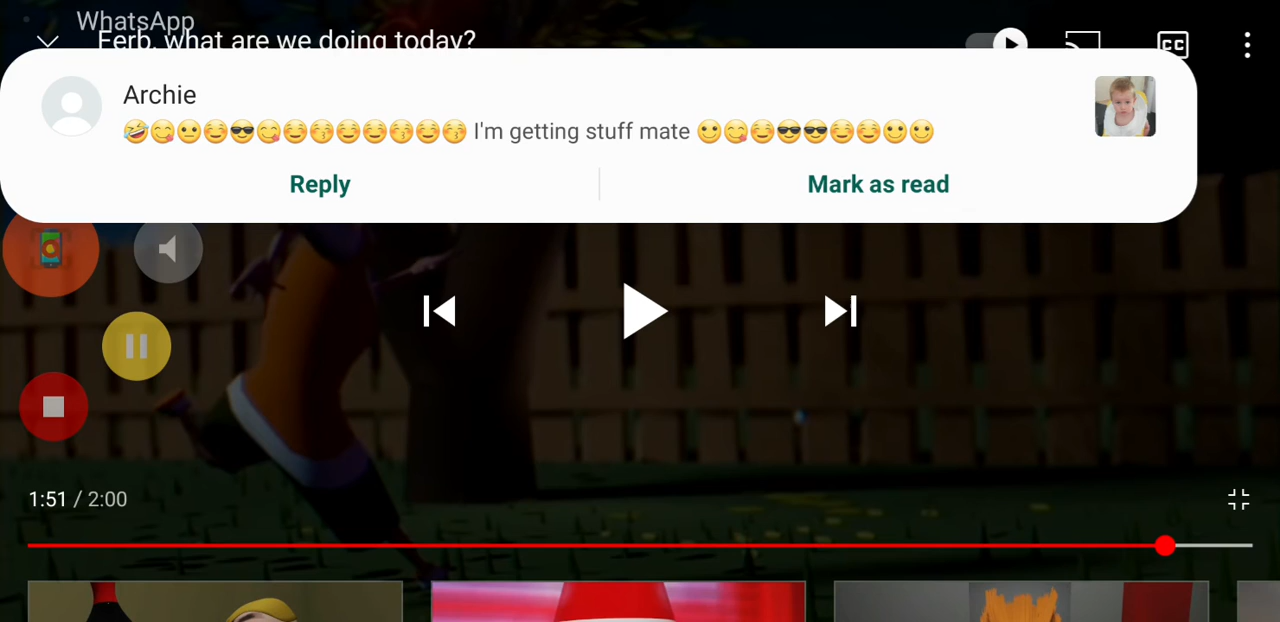 WhatsApp
Ferb, what are we doing today?
CC
Archie
🤣😋😐☺️😎😋☺️😚☺️☺️😚☺️😚 I'm getting stuff mate 🙂😋☺️😎😎☺️☺️🙂🙂
Reply
Mark as read
1:51 / 2:00